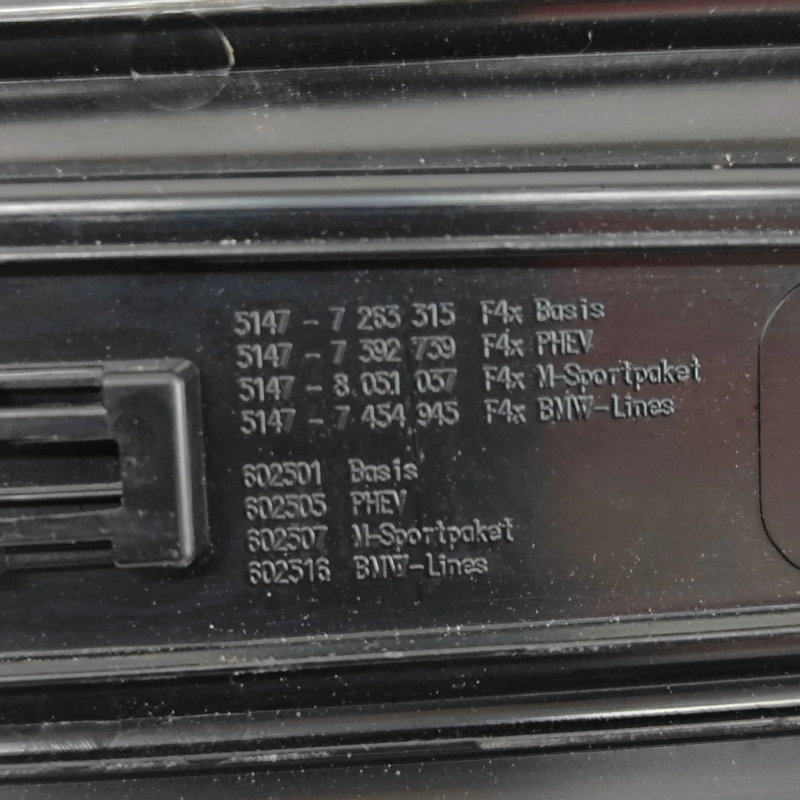 5147 - 7 263 315 F4x Basis
5147 - 7 392 739 F4x PHEV
5147 - 8 051 037 F4x M-Sportpaket
5147 - 7 454 945 F4x BMW-Lines
602501 Basis
602505 PHEV
602507 M-Sportpaket
602516 BMW-Lines